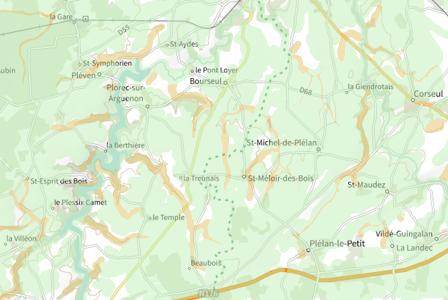 la Gare
D55
St-Aydes
St-Symphorien
Pléven
le Pont Loyer
Bourseul
Plorec-sur-
Arguenon
D68
la Giendrotais
Corseul
la Berthière
St-Michel-de-Plélan
St-Esprit des Bois
la Treunais
St-Méloir-des-Bois
St-Maudez
le Plessix Camet
le Temple
la Villéon
Vildé-Guingalan
Plélan-le-Petit
La Landec
Beaubois